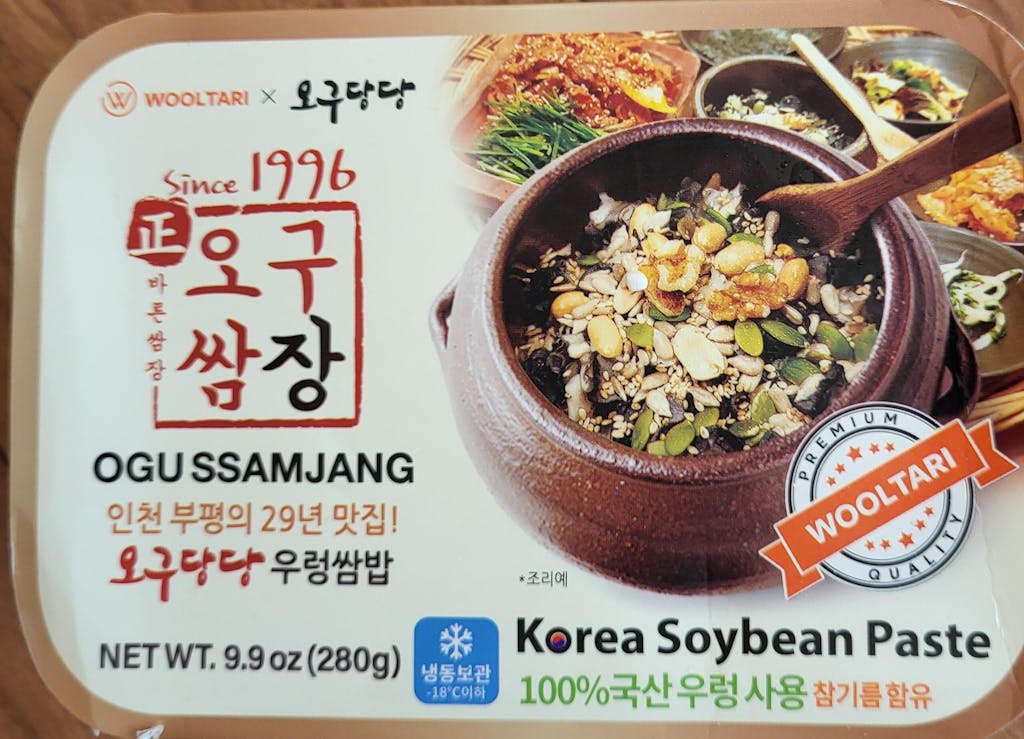 WOOLTARI × 오구당당
Since 1996
正 오구
바른쌈장
쌈장
OGU SSAMJANG
인천 부평의 29년 맛집!
오구당당 우렁쌈밥
NET WT. 9.9 oz (280g)
냉동보관
-18°C이하
*조리예
PREMIUM
WOOLTARI
QUALITY
Korea Soybean Paste
100%국산 우렁 사용 참기름 함유